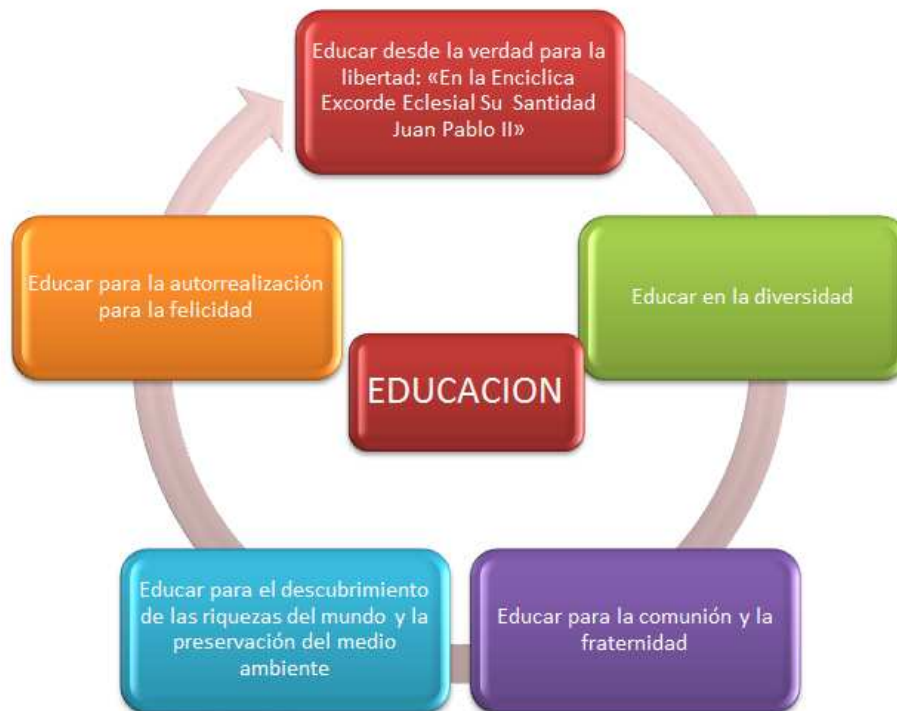 Educar desde la verdad para la
libertad: «En la Enciclica
Excorde Eclesial Su Santidad
Juan Pablo II»
Educar en la diversidad
Educar para la comunión y la
fraternidad
Educar para el descubrimiento
de las riquezas del mundo y la
preservación del medio
ambiente
Educar para la autorrealización
para la felicidad
EDUCACION